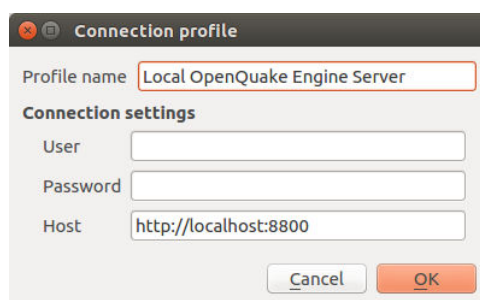 Connection profile
Profile name Local OpenQuake Engine Server
Connection settings
User
Password
Host http://localhost:8800
Cancel OK